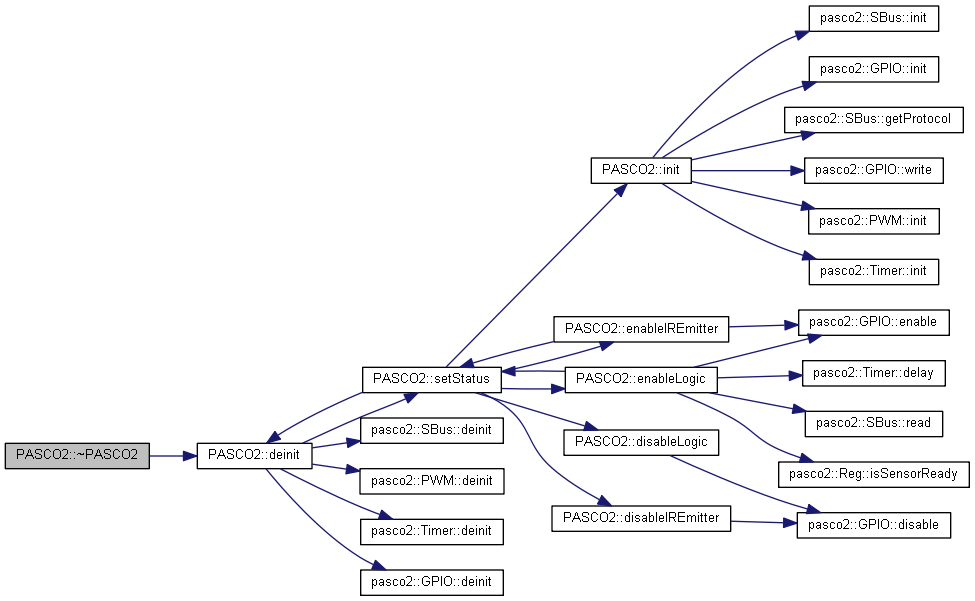 PASCO2::~PASCO2
PASCO2::deinit
PASCO2::setStatus
pasco2::SBus::deinit
pasco2::PWM::deinit
pasco2::Timer::deinit
pasco2::GPIO::deinit
PASCO2::init
PASCO2::enableIREmitter
PASCO2::enableLogic
PASCO2::disableLogic
PASCO2::disableIREmitter
pasco2::SBus::init
pasco2::GPIO::init
pasco2::SBus::getProtocol
pasco2::GPIO::write
pasco2::PWM::init
pasco2::Timer::init
pasco2::GPIO::enable
pasco2::Timer::delay
pasco2::SBus::read
pasco2::Reg::isSensorReady
pasco2::GPIO::disable